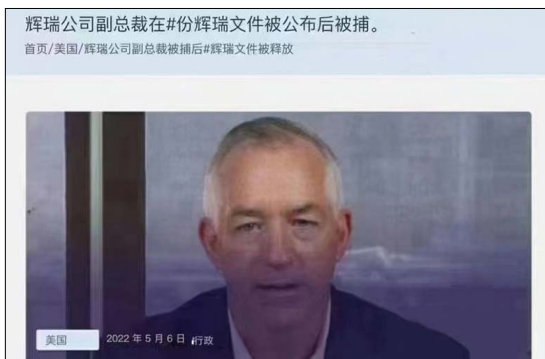 辉瑞公司副总裁在#份辉瑞文件被公布后被捕。
首页/美国/辉瑞公司副总裁被捕后#辉瑞文件被释放
美国 2022 年 5 月 6 日 行政